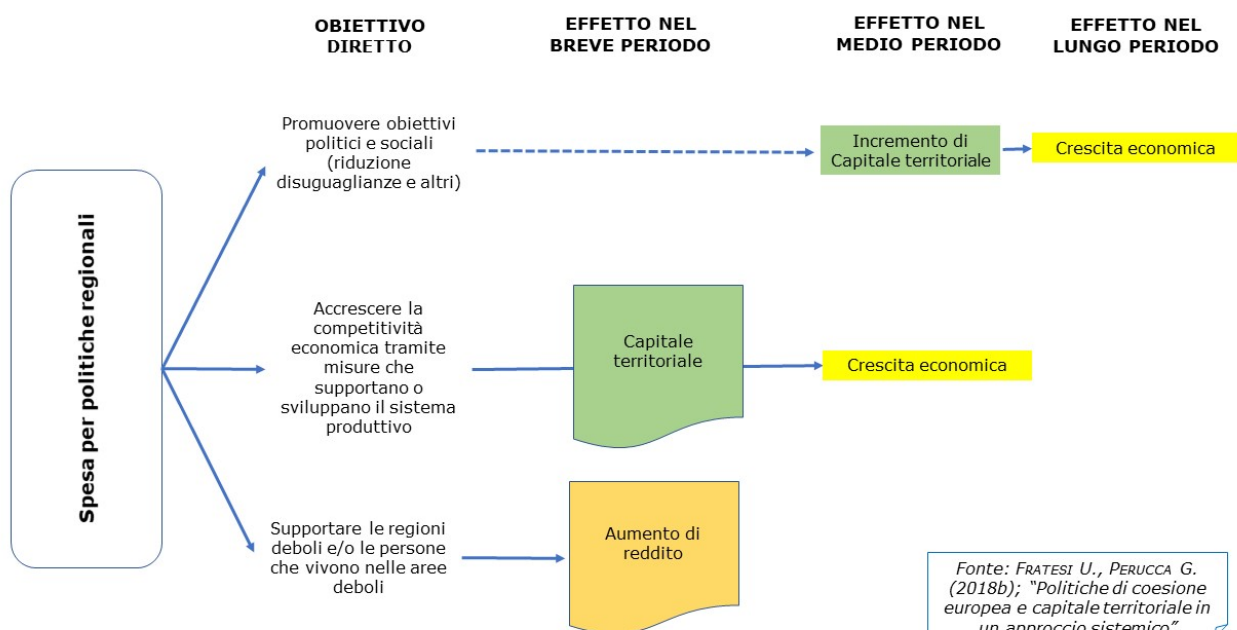 OBIETTIVO
DIRETTO
EFFETTO NEL
BREVE PERIODO
EFFETTO NEL
MEDIO PERIODO
EFFETTO NEL
LUNGO PERIODO
Spesa per politiche regionali
Promuovere obiettivi
politici e sociali
(riduzione
disuguaglianze e altri)
Incremento di
Capitale territoriale
Crescita economica
Accrescere la
competitività
economica tramite
misure che
supportano o
sviluppano il sistema
produttivo
Capitale
territoriale
Crescita economica
Supportare le regioni
deboli e/o le persone
che vivono nelle aree
deboli
Aumento di
reddito
Fonte: FRATESI U., PERUCCA G.
(2018b); “Politiche di coesione
europea e capitale territoriale in
un approccio sistemico”